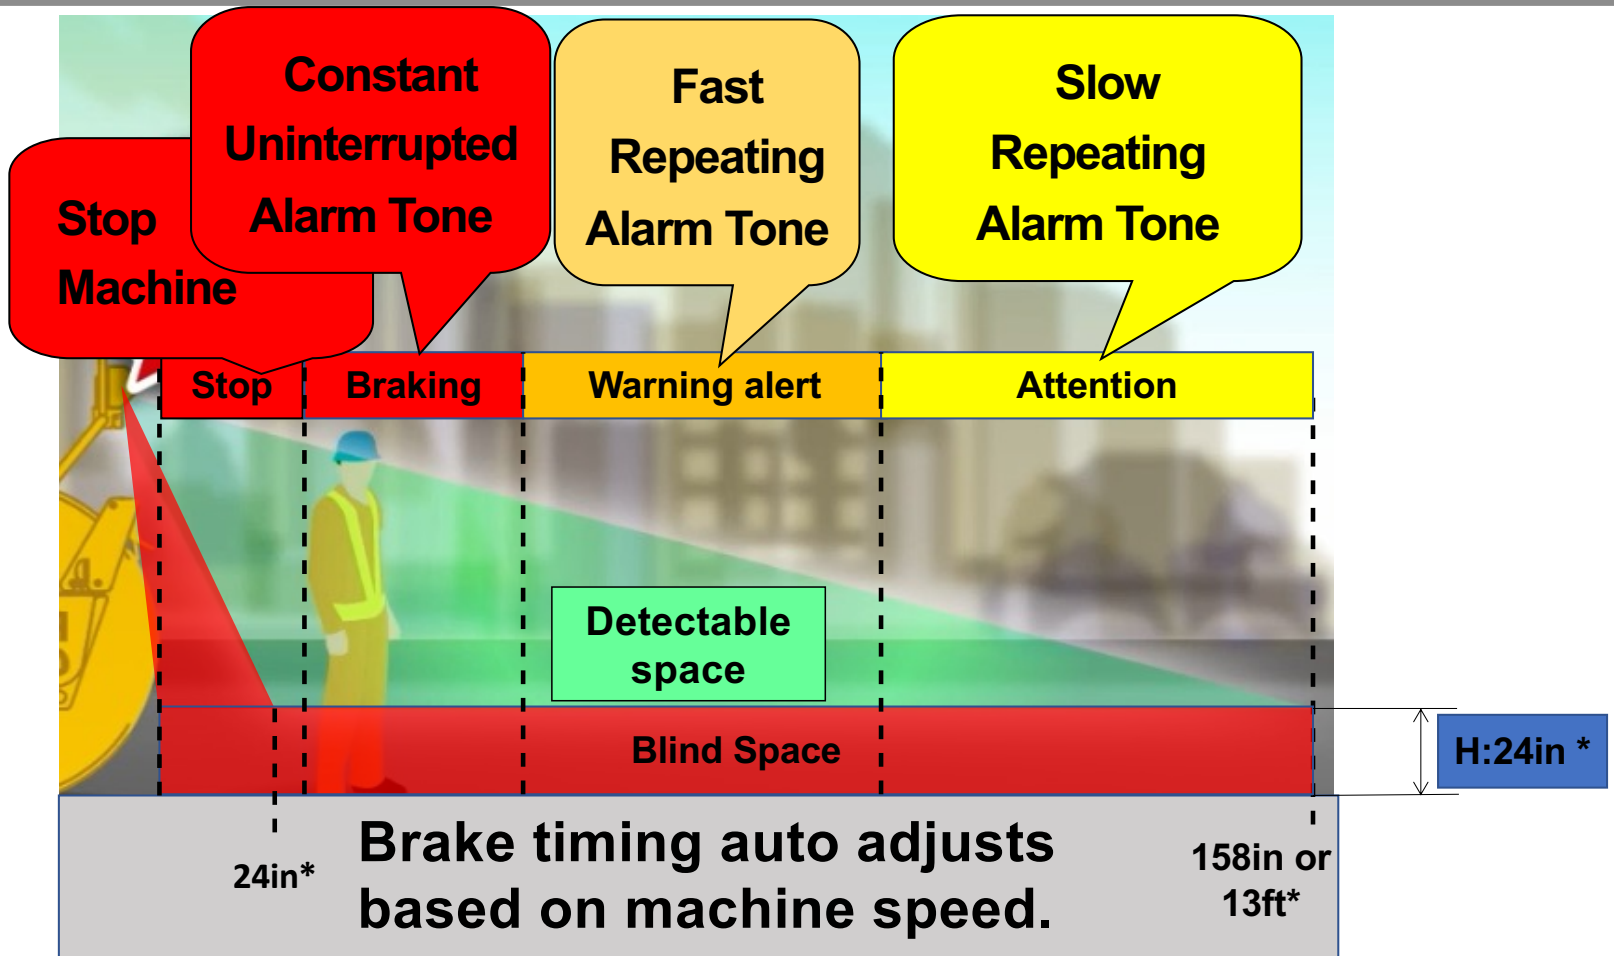 Stop
Machine
Constant
Uninterrupted
Alarm Tone
Fast
Repeating
Alarm Tone
Slow
Repeating
Alarm Tone
Stop
Braking
Warning alert
Attention
Detectable
space
Blind Space
H:24in *
24in*
Brake timing auto adjusts
based on machine speed.
158in or
13ft*